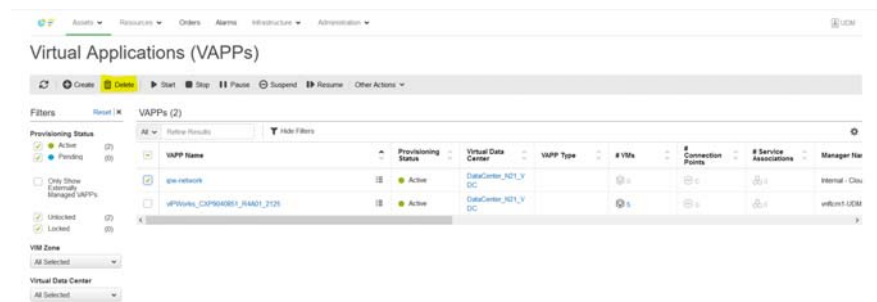 Assets Resources Orders Alarms Infrastructure Administration UDM
Virtual Applications (VAPPs)
Create Delete Start Stop Pause Suspend Resume Other Actions
Filters Reset
VAPPs (2)
Provisioning Status
All Refine Results Hide Filters
Active (2)
Pending (0)
VAPP Name Provisioning Status Virtual Data Center VAPP Type # VMs # Connection Points # Service Associations Manager Nam
Only Show Externally Managed VAPPs
Active DataCenter_N21_VDC Internal - Clou
Active DataCenter_N21_VDC 5
Unlocked (2)
Locked (0)
VIM Zone
All Selected
Virtual Data Center
All Selected